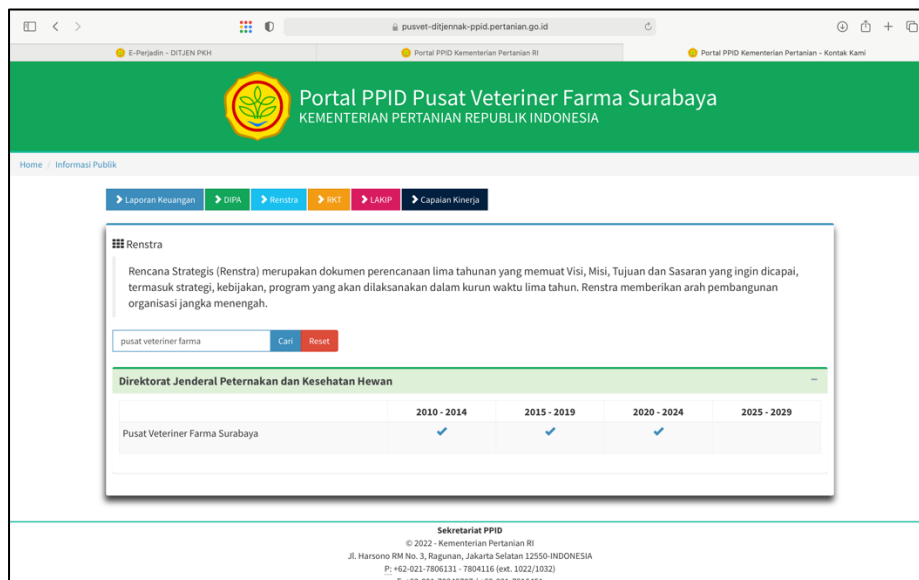 pusvet-ditjennak-ppid.pertanian.go.id
E-Perjadin - DITJEN PKH
Portal PPID Kementerian Pertanian RI
Portal PPID Kementerian Pertanian - Kontak Kami
Portal PPID Pusat Veteriner Farma Surabaya
KEMENTERIAN PERTANIAN REPUBLIK INDONESIA
Home / Informasi Publik
Laporan Keuangan DIPA Renstra RKT LAKIP Capaian Kinerja
Renstra
Rencana Strategis (Renstra) merupakan dokumen perencanaan lima tahunan yang memuat Visi, Misi, Tujuan dan Sasaran yang ingin dicapai,
termasuk strategi, kebijakan, program yang akan dilaksanakan dalam kurun waktu lima tahun. Renstra memberikan arah pembangunan
organisasi jangka menengah.
pusat veteriner farma Cari Reset
Direktorat Jenderal Peternakan dan Kesehatan Hewan
2010 - 2014 2015 - 2019 2020 - 2024 2025 - 2029
Pusat Veteriner Farma Surabaya
Sekretariat PPID
© 2022 - Kementerian Pertanian RI
Jl. Harsono RM No. 3, Ragunan, Jakarta Selatan 12550-INDONESIA
P: +62-021-7806131 - 7804116 (ext. 1022/1032)